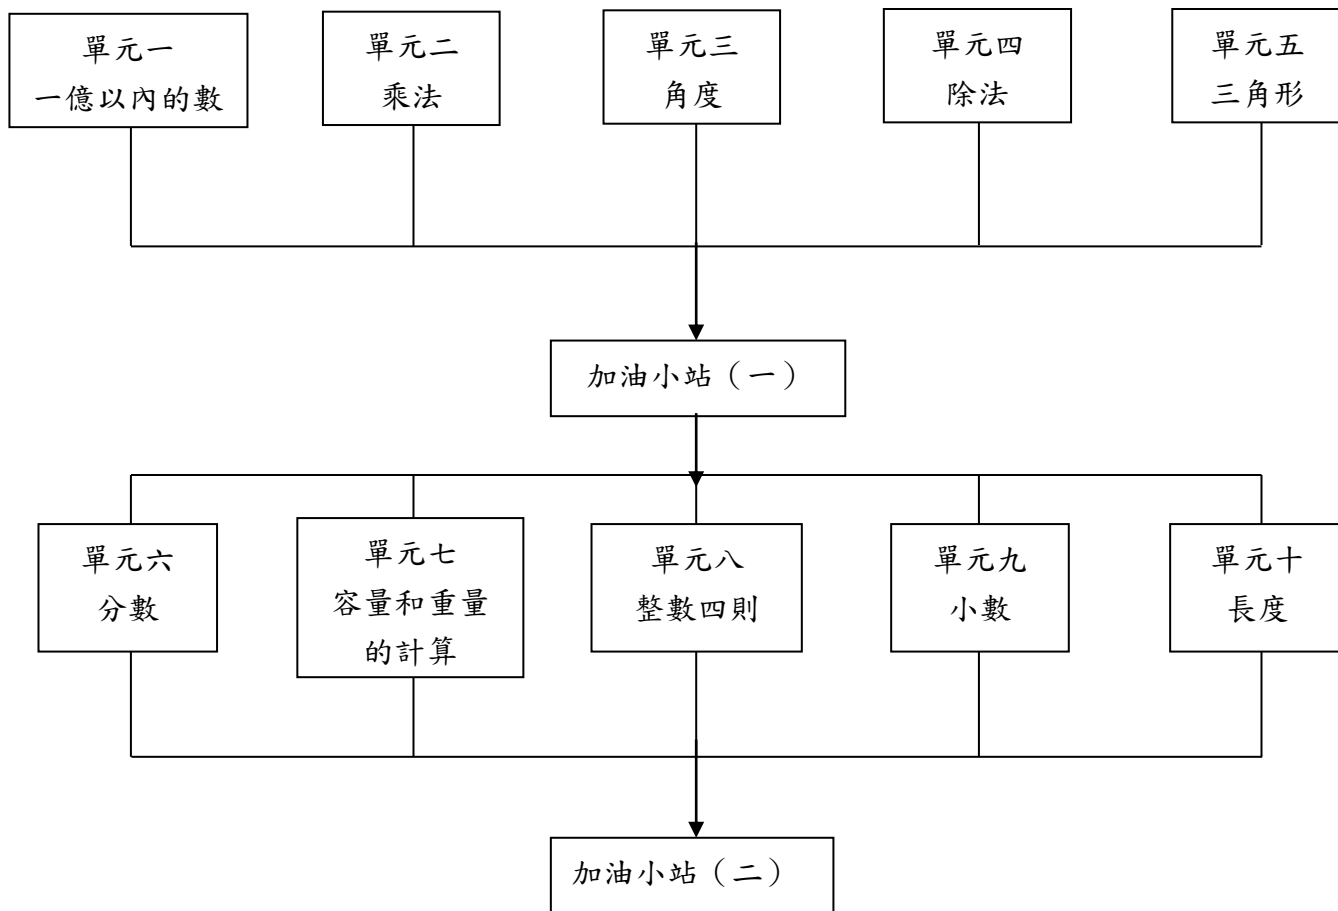 單元一
一億以內的數
單元二
乘法
單元三
角度
單元四
除法
單元五
三角形
加油小站（一）
單元六
分數
單元七
容量和重量
的計算
單元八
整數四則
單元九
小數
單元十
長度
加油小站（二）